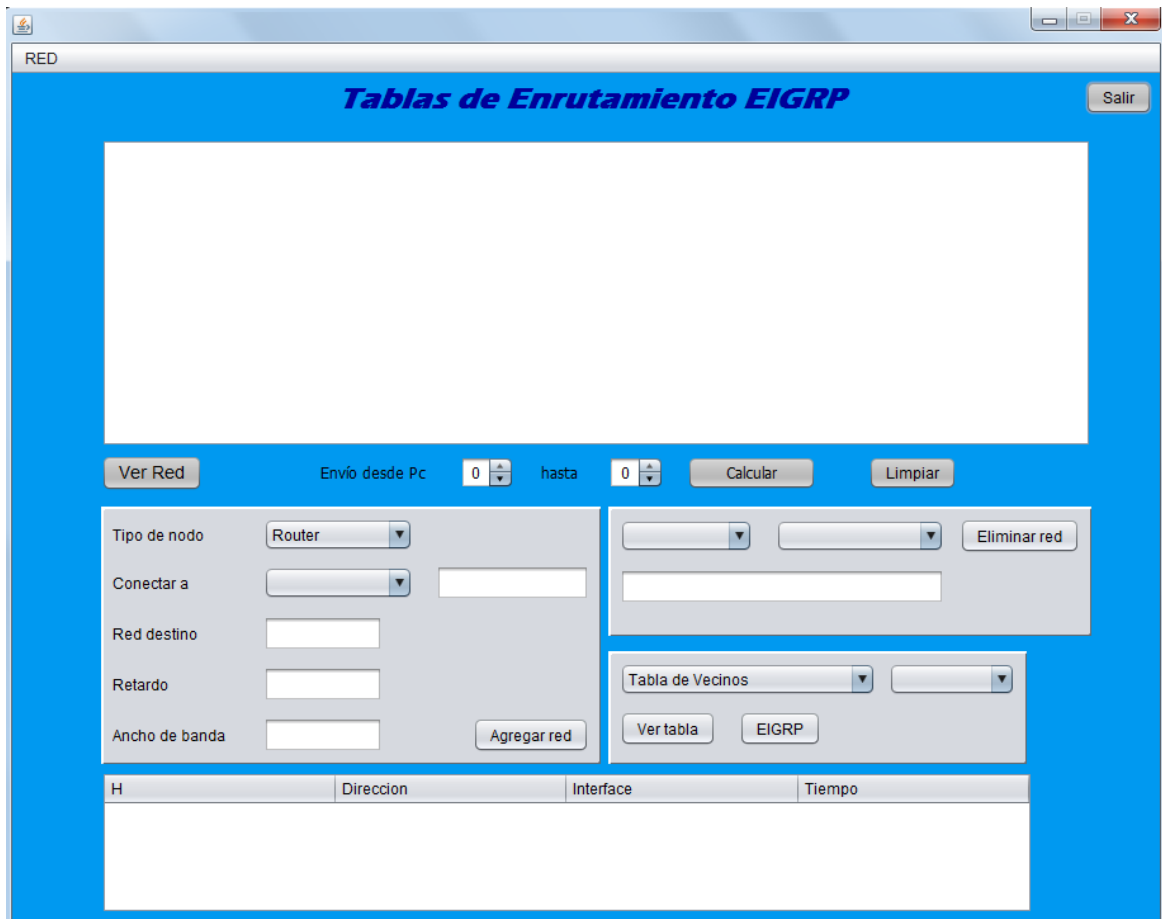 RED
Tablas de Enrutamiento EIGRP
Salir
Ver Red Envío desde Pc 0 hasta 0 Calcular Limpiar
Tipo de nodo Router
Conectar a
Red destino
Retardo
Ancho de banda Agregar red
Eliminar red
Tabla de Vecinos
Ver tabla EIGRP
H Direccion Interface Tiempo